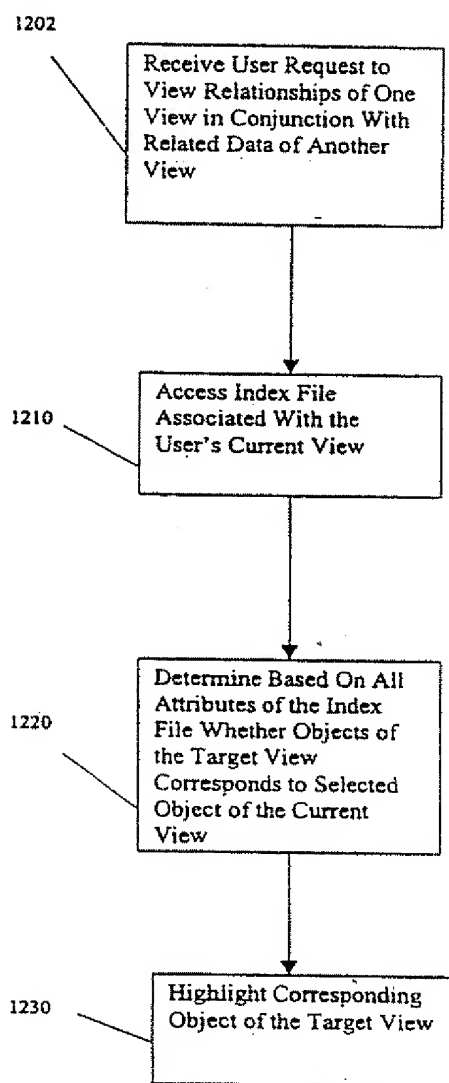 1202
Receive User Request to
View Relationships of One
View in Conjunction With
Related Data of Another
View
1210
Access Index File
Associated With the
User's Current View
1220
Determine Based On All
Attributes of the Index
File Whether Objects of
the Target View
Corresponds to Selected
Object of the Current
View
1230
Highlight Corresponding
Object of the Target View